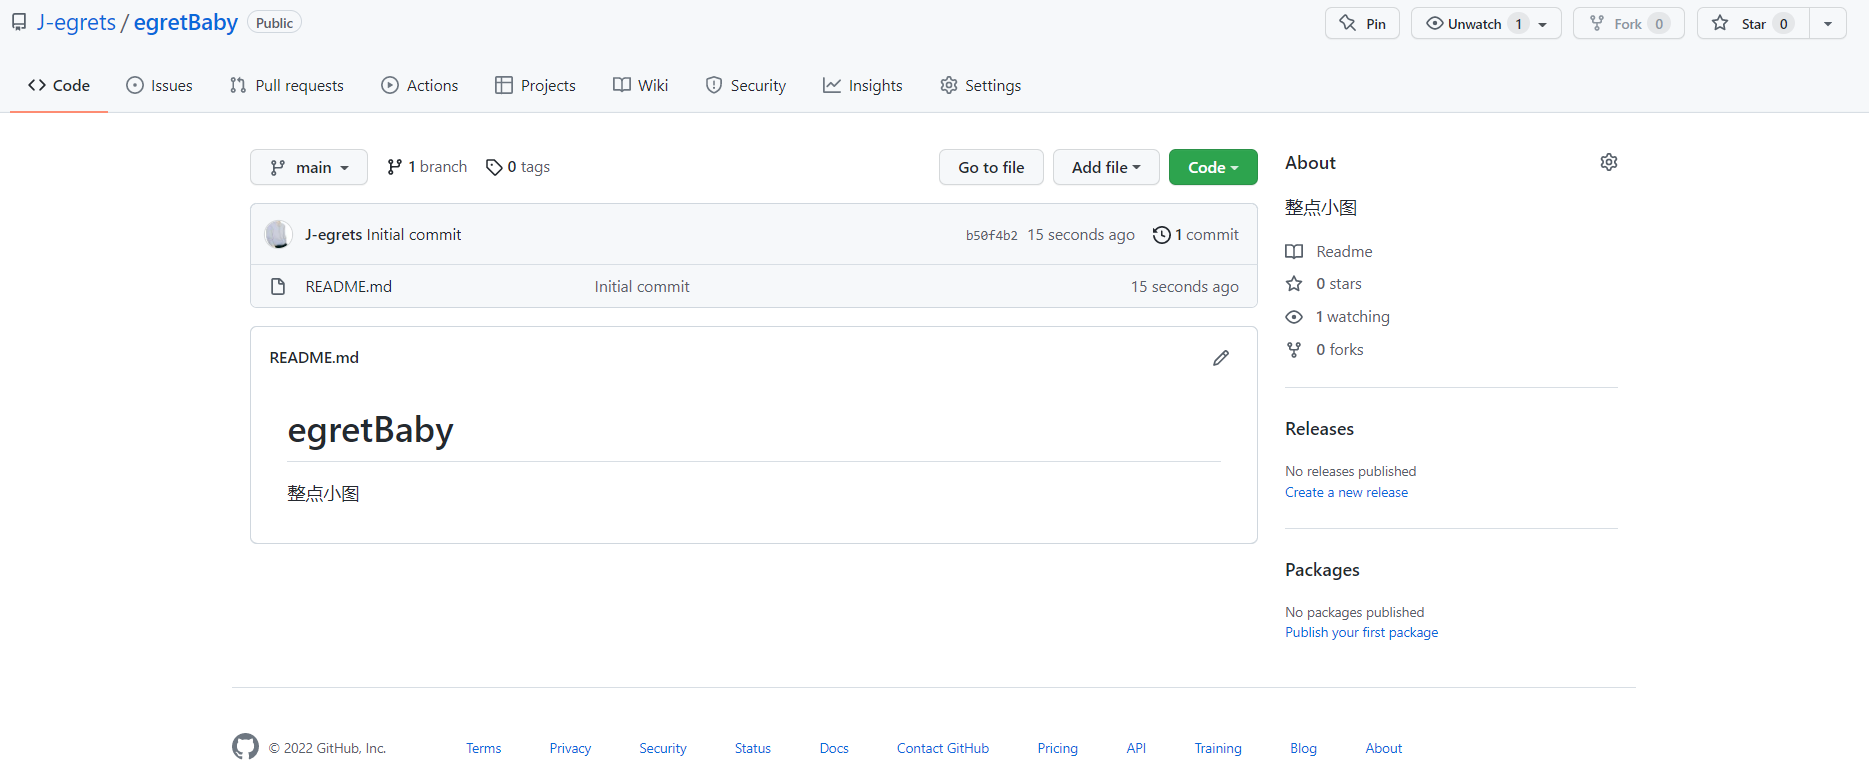 J-egrets / egretBaby Public
Pin Unwatch 1 Fork 0 Star 0
Code Issues Pull requests Actions Projects Wiki Security Insights Settings
main 1 branch 0 tags Go to file Add file Code
J-egrets Initial commit b50f4b2 15 seconds ago 1 commit
README.md Initial commit 15 seconds ago
README.md
egretBaby
整点小图
About
整点小图
Readme
0 stars
1 watching
0 forks
Releases
No releases published
Create a new release
Packages
No packages published
Publish your first package
© 2022 GitHub, Inc. Terms Privacy Security Status Docs Contact GitHub Pricing API Training Blog About